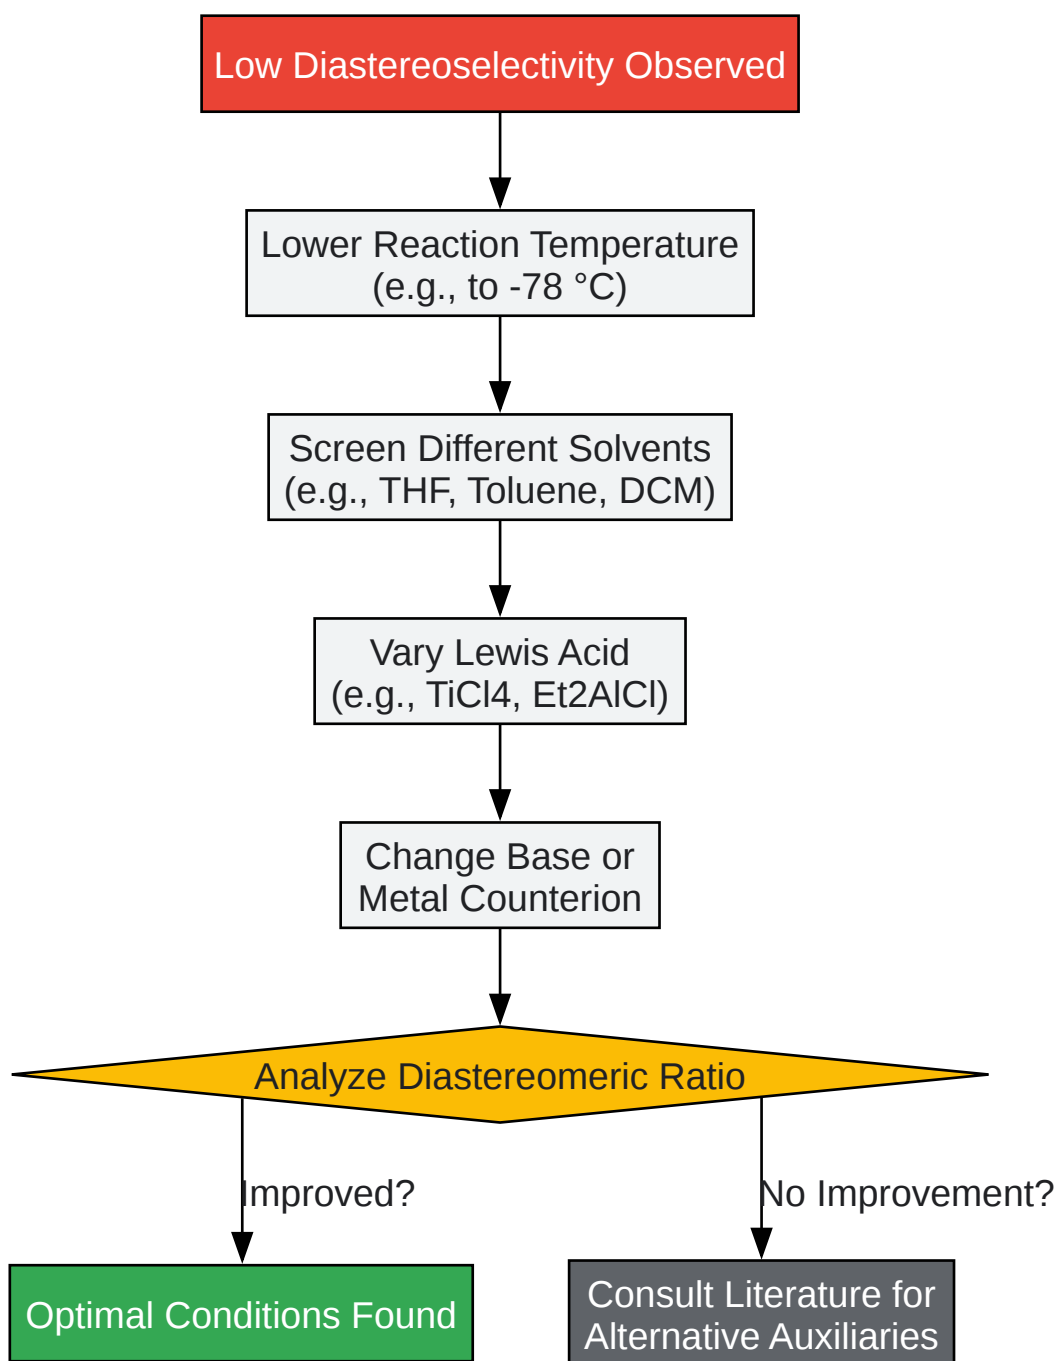 Low Diastereoselectivity Observed
Lower Reaction Temperature
(e.g., to -78 °C)
Screen Different Solvents
(e.g., THF, Toluene, DCM)
Vary Lewis Acid
(e.g., TiCl4, Et2AlCl)
Change Base or
Metal Counterion
Analyze Diastereomeric Ratio
Improved?
No Improvement?
Optimal Conditions Found
Consult Literature for
Alternative Auxiliaries